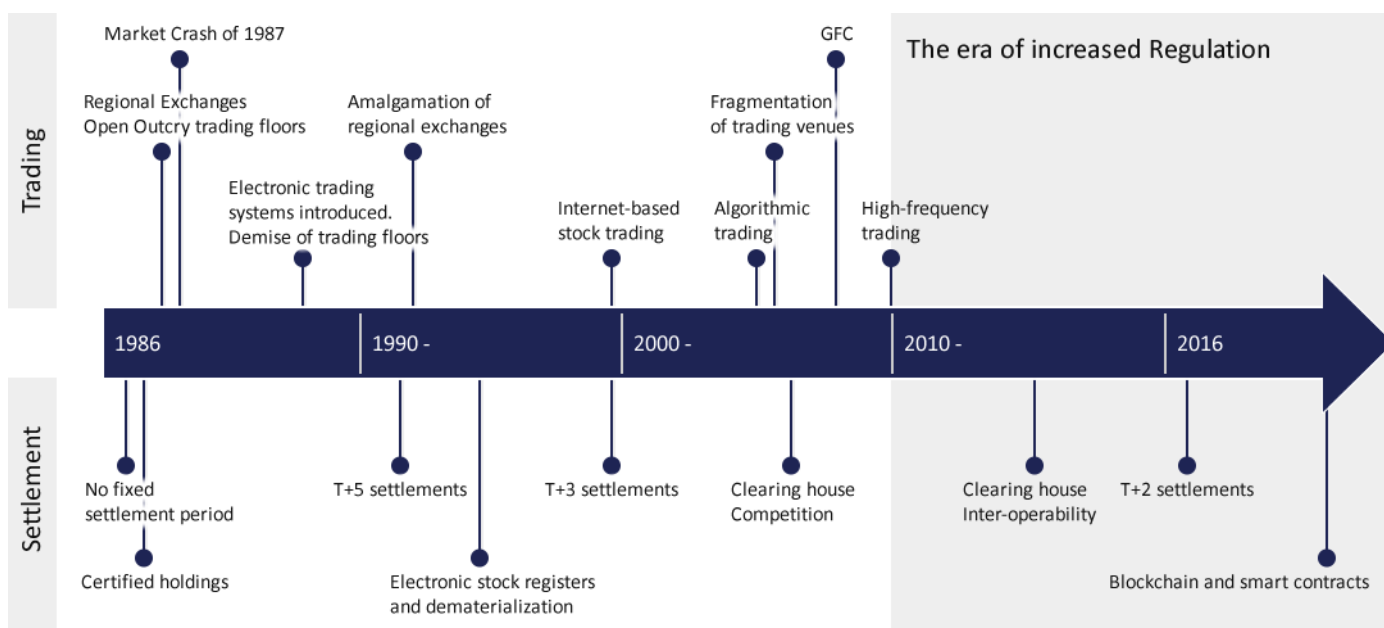 Trading
Market Crash of 1987
GFC
The era of increased Regulation
Regional Exchanges
Open Outcry trading floors
Amalgamation of
regional exchanges
Fragmentation
of trading venues
Electronic trading
systems introduced.
Demise of trading floors
Internet-based
stock trading
Algorithmic
trading
High-frequency
trading
1986
1990 -
2000 -
2010 -
2016
Settlement
No fixed
settlement period
T+5 settlements
T+3 settlements
Clearing house
Competition
Clearing house
Inter-operability
T+2 settlements
Certified holdings
Electronic stock registers
and dematerialization
Blockchain and smart contracts